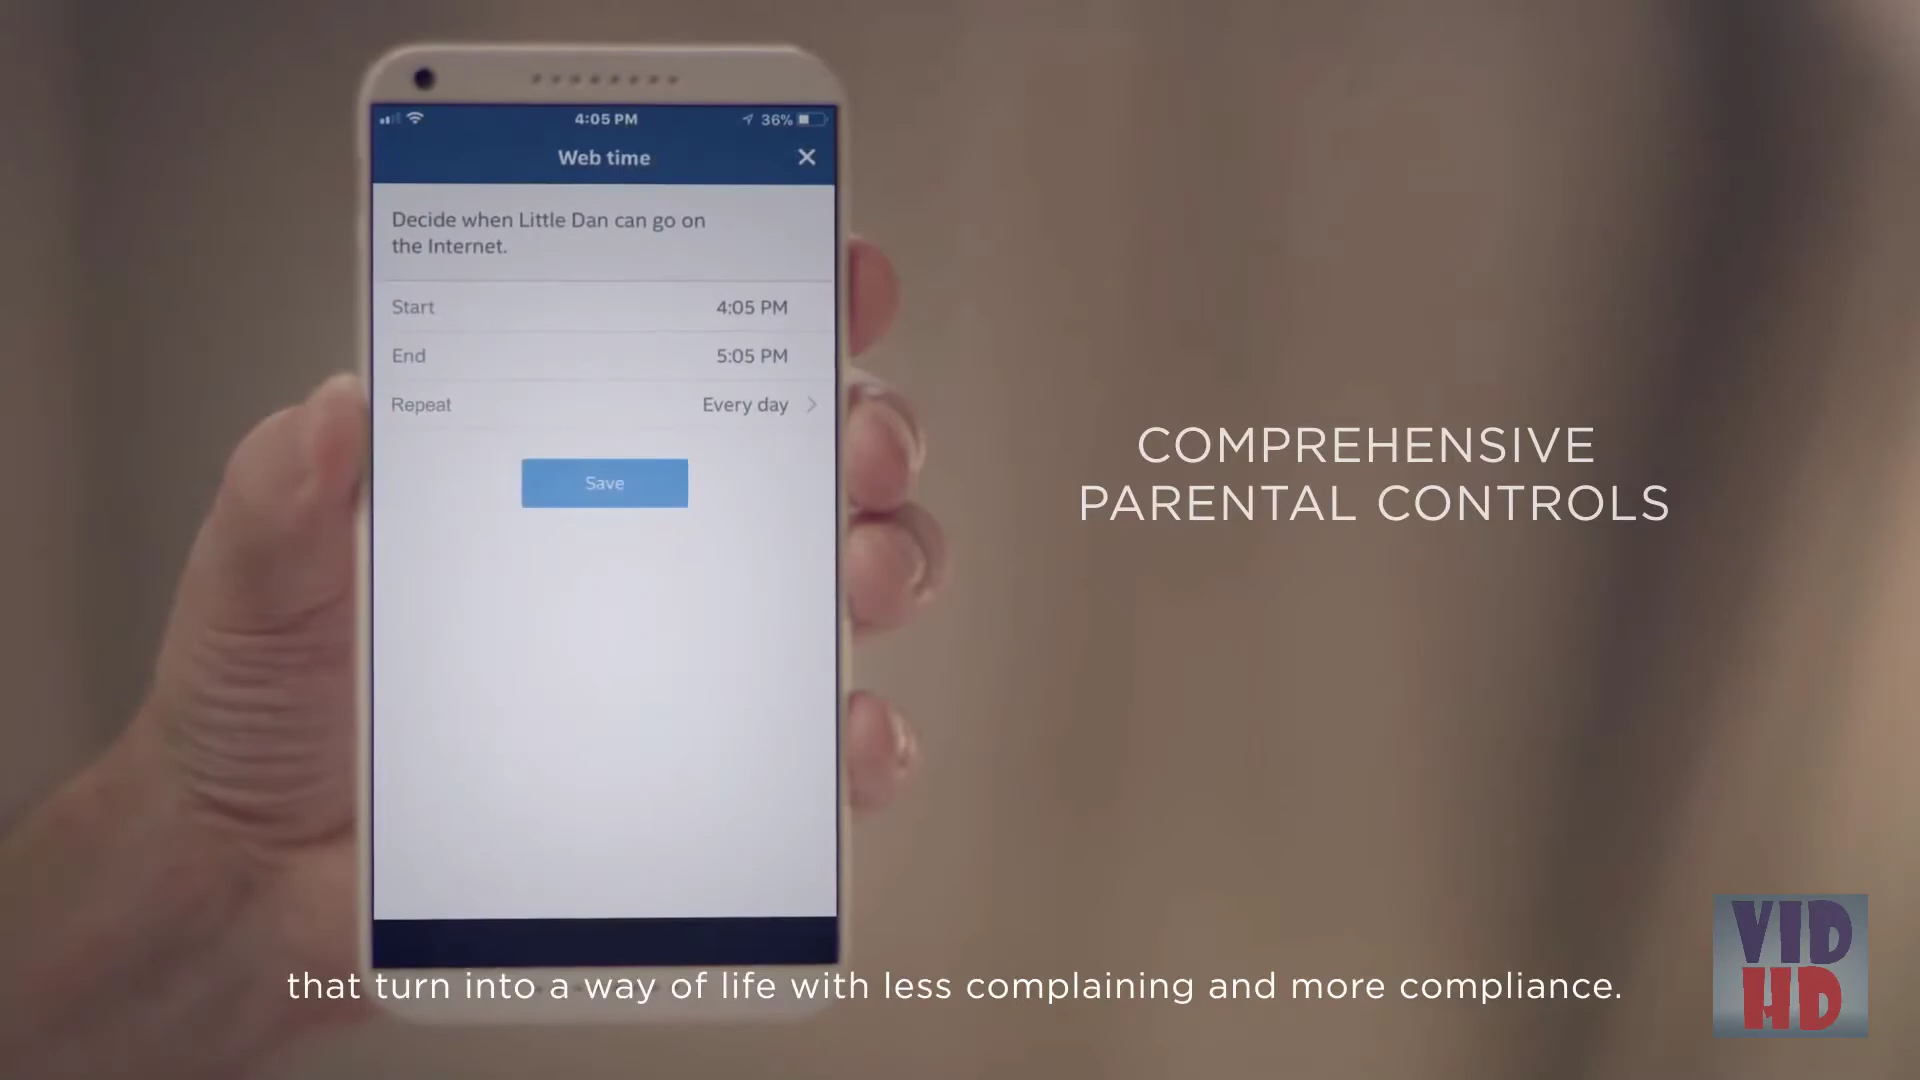 4:05 PM
36%
Web time
Decide when Little Dan can go on
the Internet.
Start
4:05 PM
End
5:05 PM
Repeat
Every day
Save
COMPREHENSIVE
PARENTAL CONTROLS
that turn into a way of life with less complaining and more compliance.
VID
HD